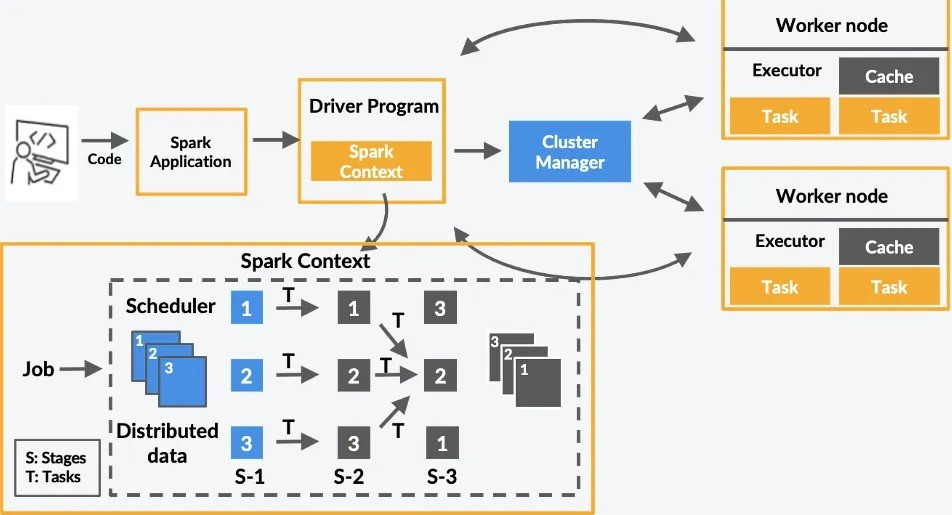 Code
Spark
Application
Driver Program
Spark
Context
Cluster
Manager
Worker node
Executor
Cache
Task
Task
Worker node
Executor
Cache
Task
Task
Spark Context
Scheduler
1
2
3
Job
Distributed
data
1
T
1
3
T
2
T
2
T
2
3
T
3
T
1
S-1
S-2
S-3
3
2
1
S: Stages
T: Tasks